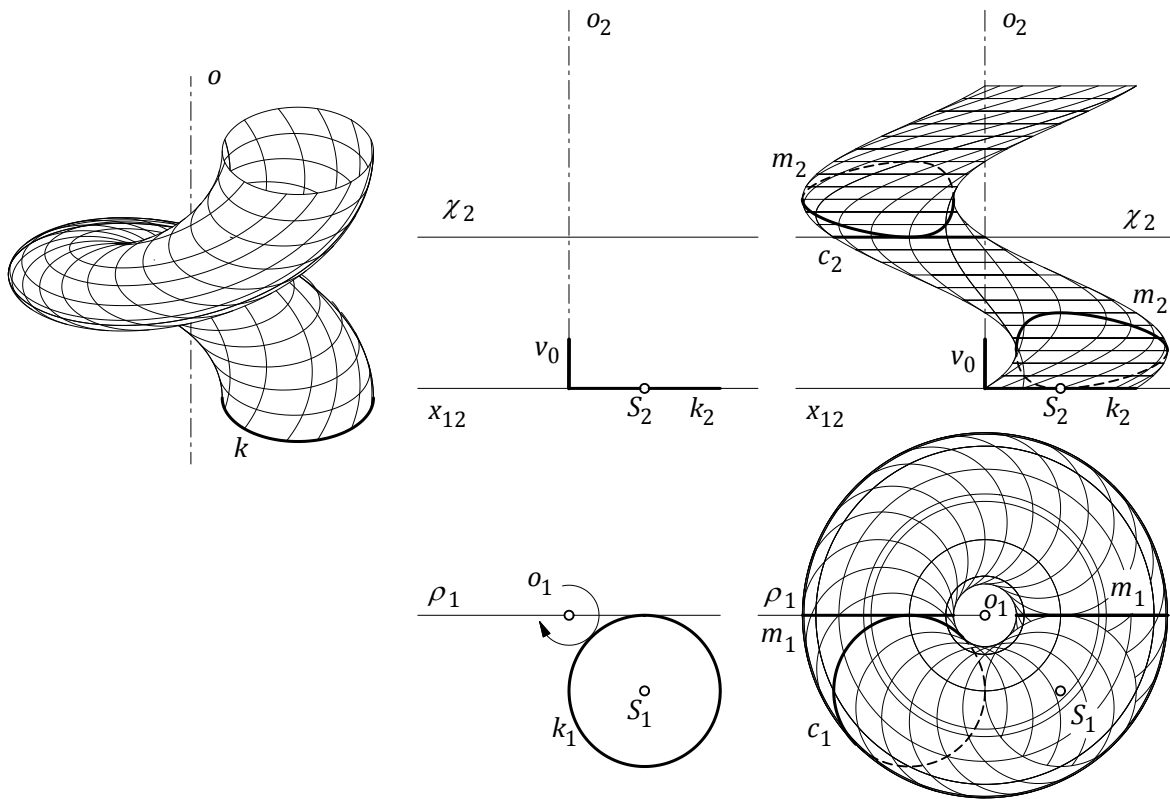 o
k
o₂
χ₂
v₀
x₁₂
S₂
k₂
ρ₁
o₁
S₁
k₁
o₂
m₂
χ₂
c₂
m₂
v₀
x₁₂
S₂
k₂
ρ₁
o₁
m₁
m₁
S₁
c₁